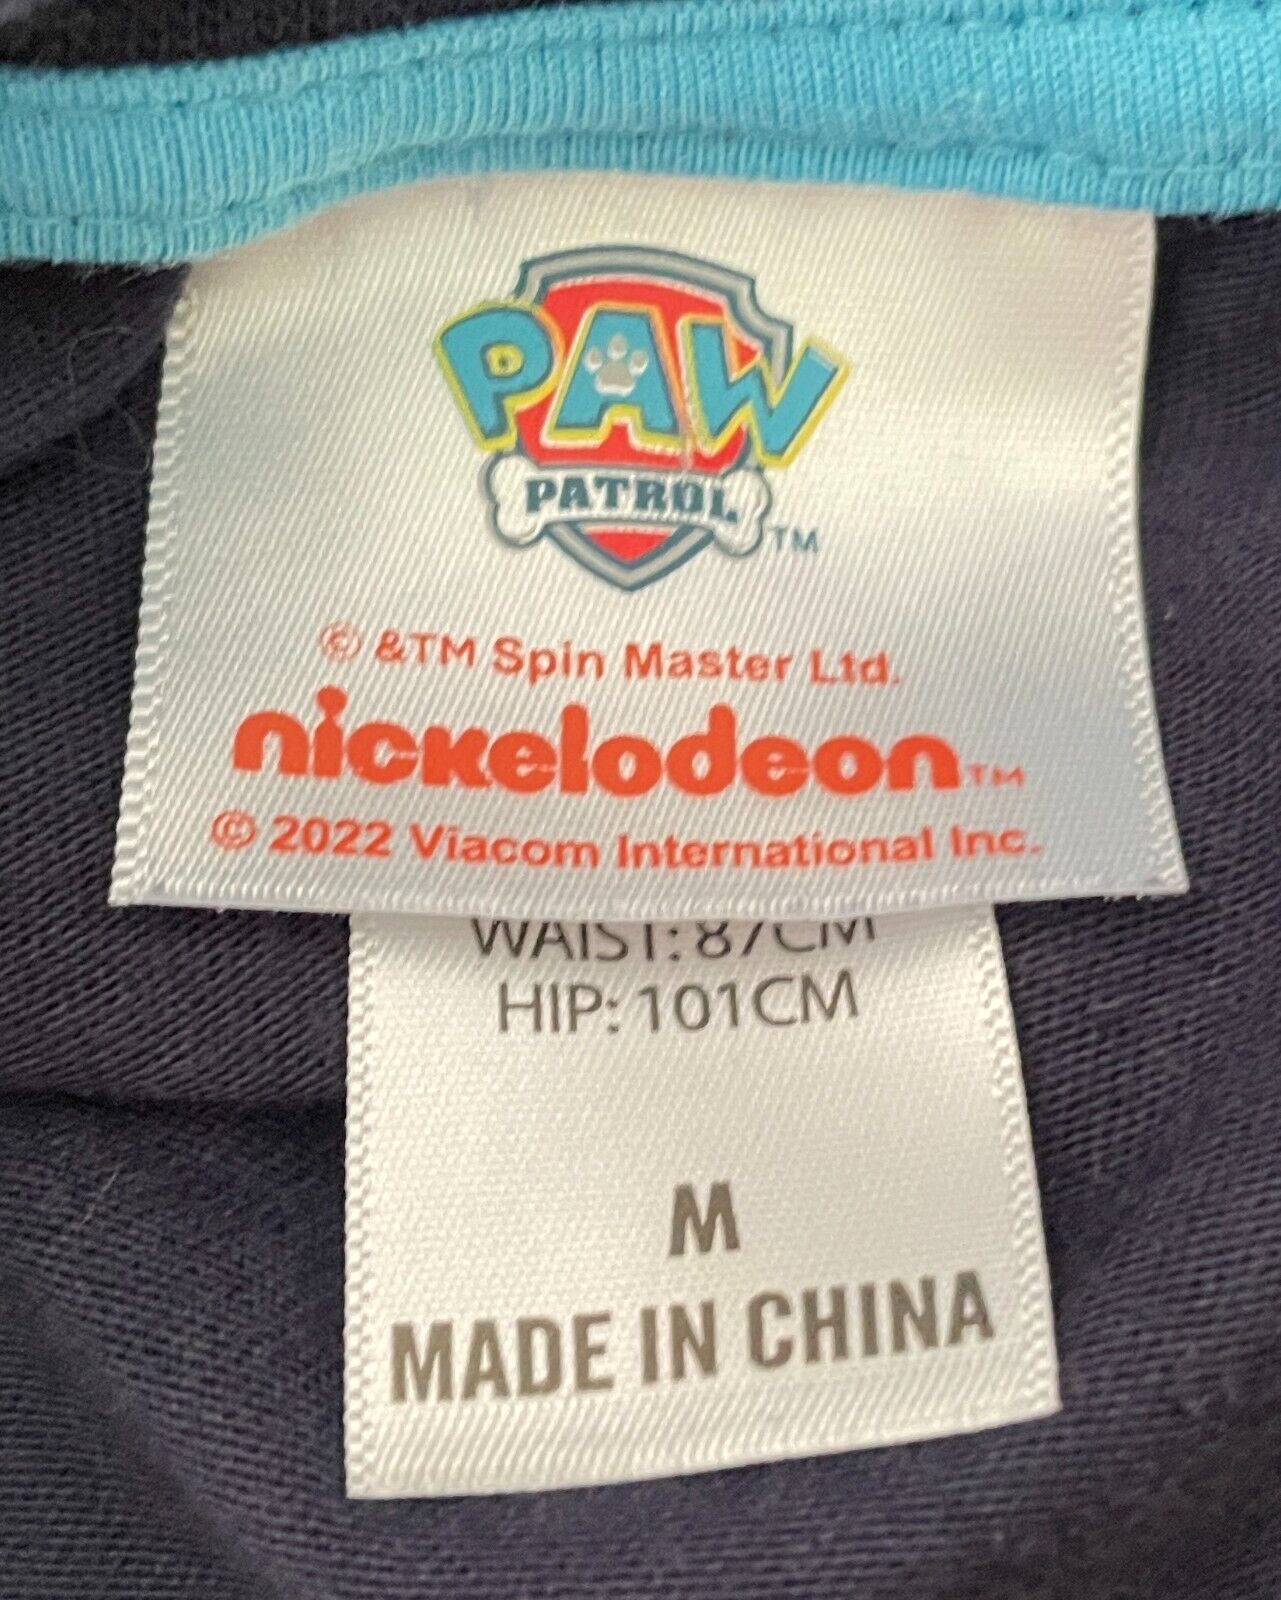 PAW
PATROL
TM
© &TM Spin Master Ltd.
nickelodeon TM
© 2022 Viacom International Inc.
WAIST: 87CM
HIP: 101CM
M
MADE IN CHINA